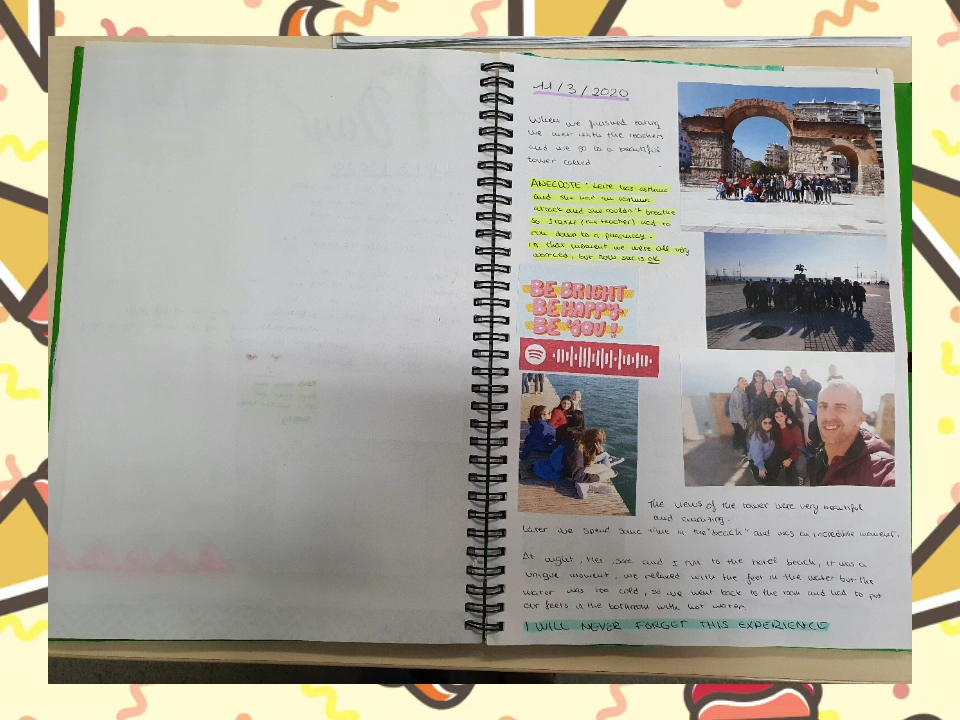 11/3/2020
When we finished eating
we met with the teachers
and we go to a beautiful
tower called
ANECDOTE: Leire has asthma
and she had an asthma
attack and she couldn't breathe
so (the teacher) had to
run down to a pharmacy.
In that moment we were all very
worried, but now she is OK
BE BRIGHT
BE HAPPY
BE YOU!
The views of the tower were very beautiful
and amazing.
Later we spend some time in the "beach" and was an incredible moment.
At night, and I run to the hotel beach, it was a
unique moment, we relaxed with the feet in the water but the
water was too cold, so we went back to the room and had to put
our feets in the bathroom with hot water.
I WILL NEVER FORGET THIS EXPERIENCE